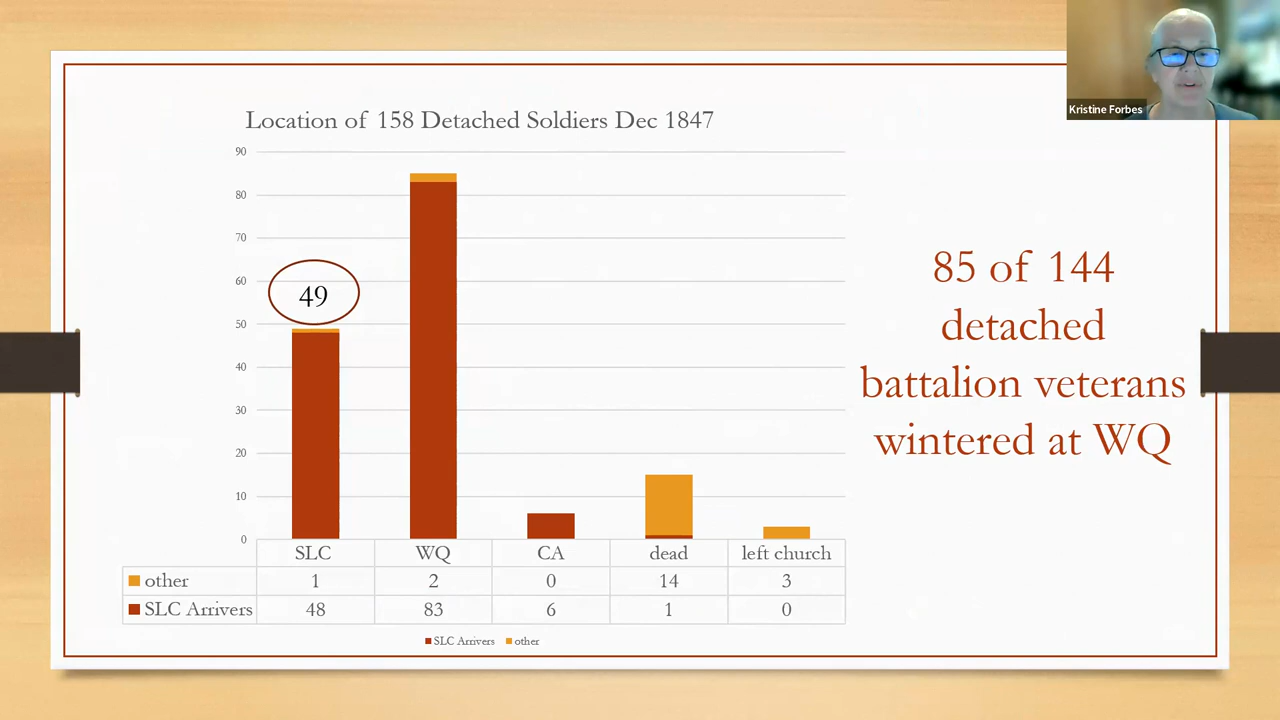 Kristine Forbes
Location of 158 Detached Soldiers Dec 1847
90
80
70
60
50
40
30
20
10
0
49
SLC WQ CA dead left church
other 1 2 0 14 3
SLC Arrivers 48 83 6 1 0
SLC Arrivers other
85 of 144
detached
battalion veterans
wintered at WQ